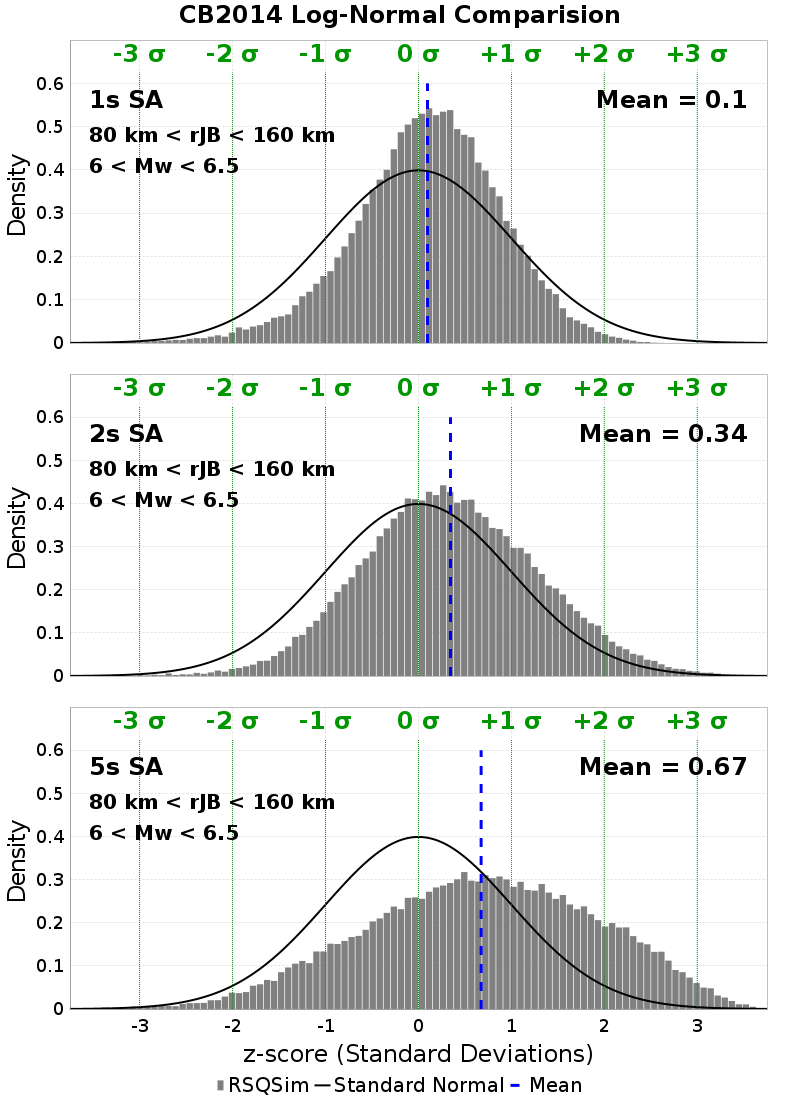 CB2014 Log-Normal Comparision
-3 σ -2 σ -1 σ 0 σ +1 σ +2 σ +3 σ
0.6
1s SA
Mean = 0.1
0.5
80 km < rJB < 160 km
6 < Mw < 6.5
0.4
0.3
0.2
0.1
0
Density
-3 σ -2 σ -1 σ 0 σ +1 σ +2 σ +3 σ
0.6
2s SA
Mean = 0.34
0.5
80 km < rJB < 160 km
6 < Mw < 6.5
0.4
0.3
0.2
0.1
0
Density
-3 σ -2 σ -1 σ 0 σ +1 σ +2 σ +3 σ
0.6
5s SA
Mean = 0.67
0.5
80 km < rJB < 160 km
6 < Mw < 6.5
0.4
0.3
0.2
0.1
0
Density
-3 -2 -1 0 1 2 3
z-score (Standard Deviations)
RSQSim Standard Normal Mean